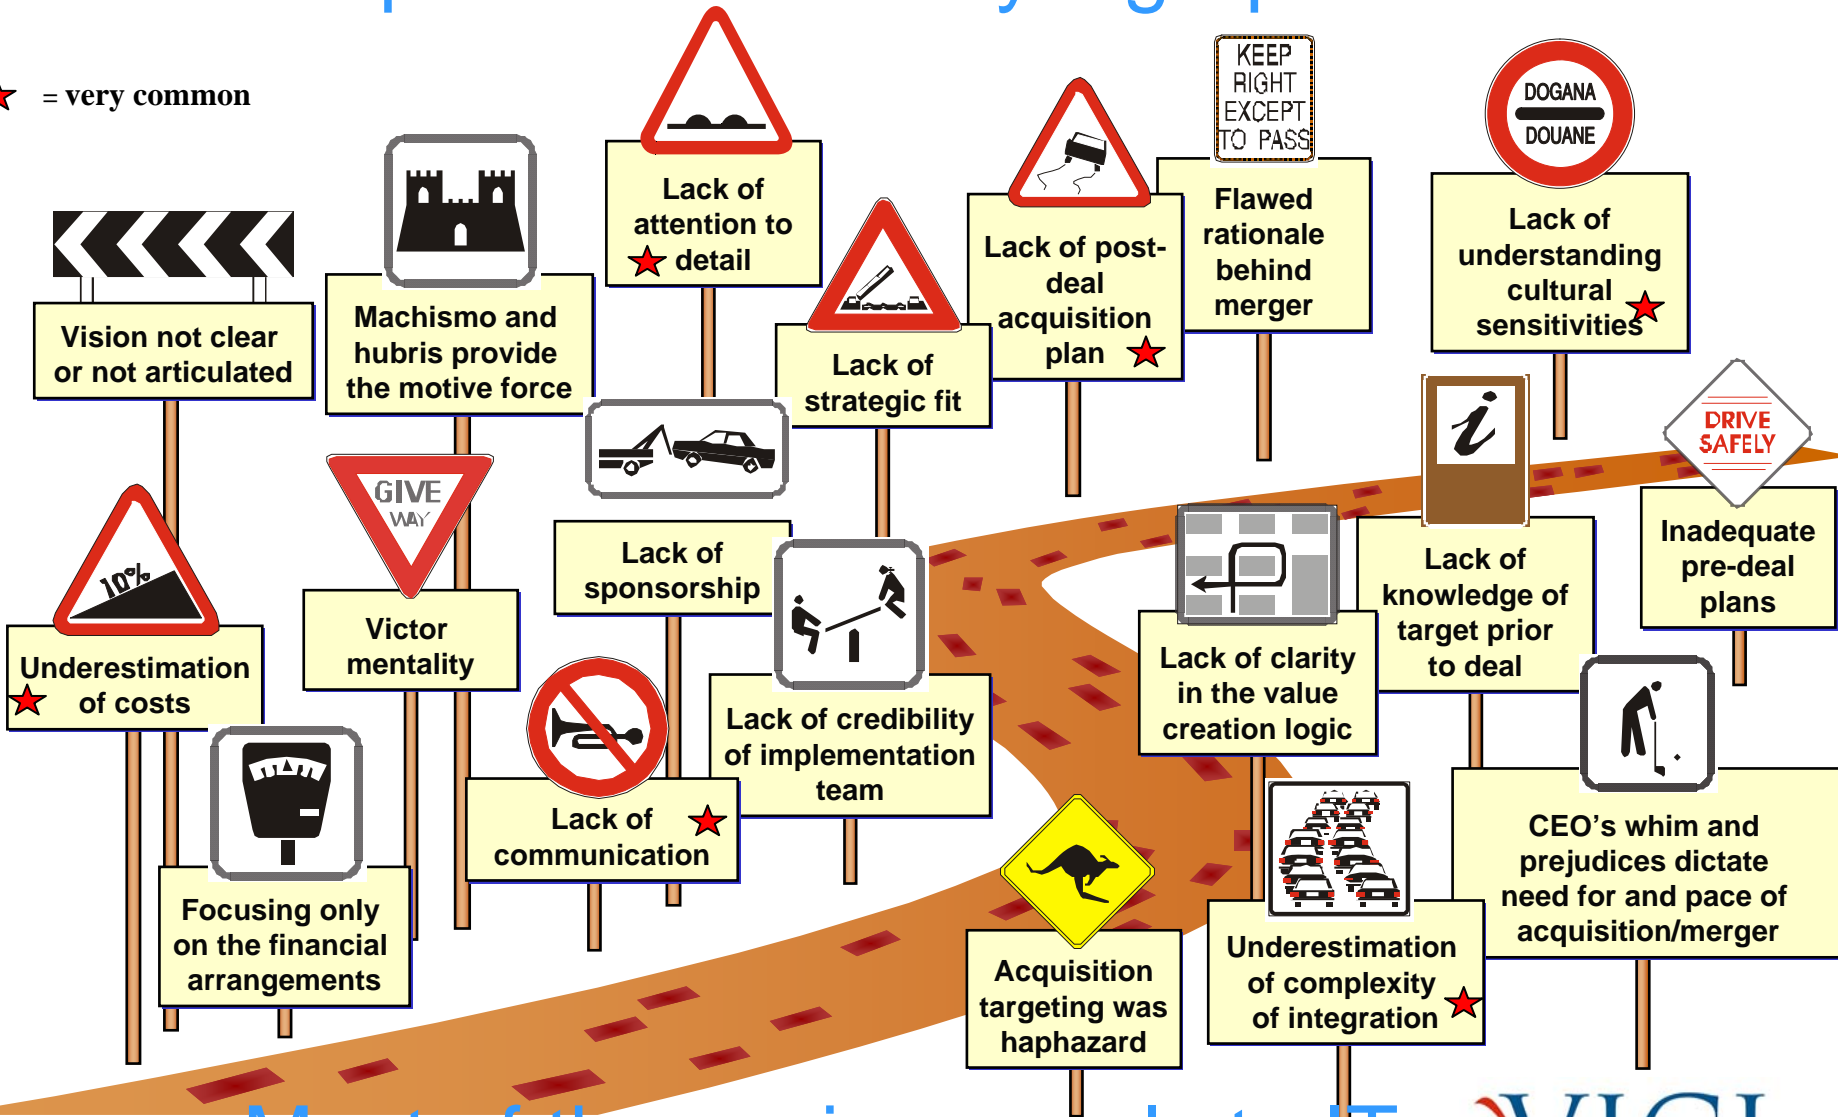 = very common
KEEP
RIGHT
EXCEPT
TO PASS
DOGANA
DOUANE
Lack of
attention to
detail
Flawed
rationale
behind
merger
Lack of
understanding
cultural
sensitivities
Lack of post-
deal
acquisition
plan
Vision not clear
or not articulated
Machismo and
hubris provide
the motive force
Lack of
strategic fit
DRIVE
SAFELY
i
GIVE
WAY
Inadequate
pre-deal
plans
Lack of
sponsorship
Lack of
knowledge of
target prior
to deal
10%
Underestimation
of costs
Victor
mentality
Lack of clarity
in the value
creation logic
Lack of credibility
of implementation
team
Lack of
communication
CEO's whim and
prejudices dictate
need for and pace of
acquisition/merger
Focusing only
on the financial
arrangements
Acquisition
targeting was
haphazard
Underestimation
of complexity
of integration